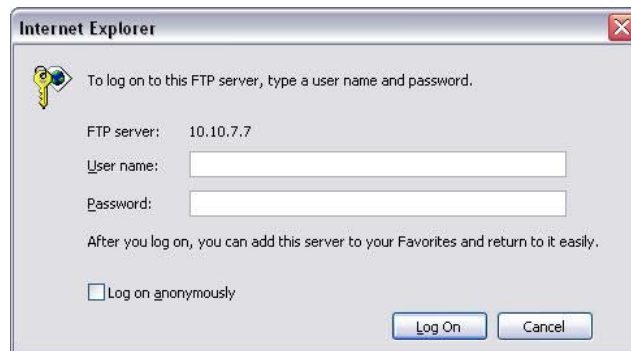 Internet Explorer
To log on to this FTP server, type a user name and password.
FTP server: 10.10.7.7
User name:
Password:
After you log on, you can add this server to your Favorites and return to it easily.
Log on anonymously
Log On Cancel